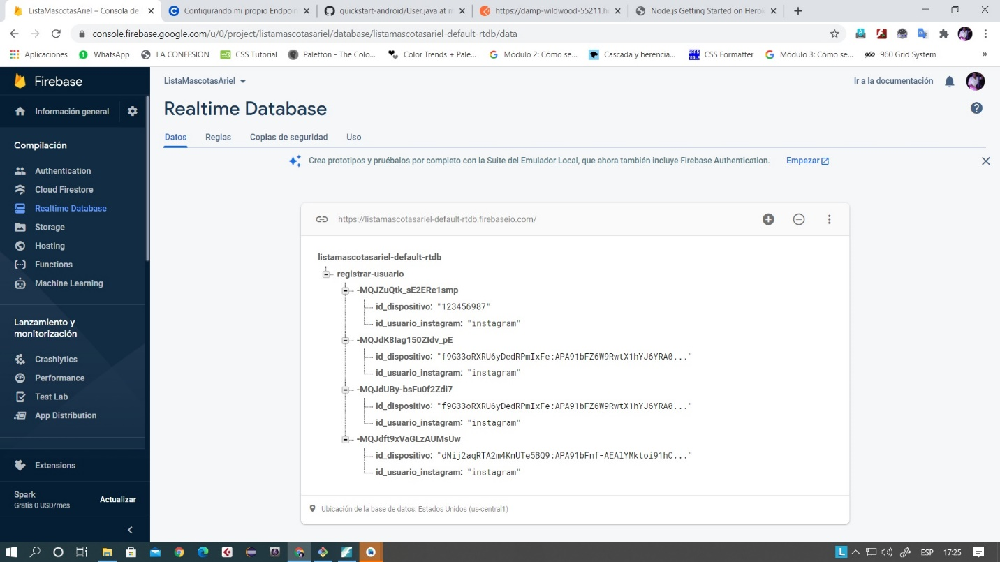 ListaMascotasAriel – Consola de
Configurando mi propio Endpoin
quickstart-android/User.java at m
https://damp-wildwood-55211.h
Node.js Getting Started on Herok
console.firebase.google.com/u/0/project/listamascotasariel/database/listamascotasariel-default-rtdb/data
Aplicaciones
WhatsApp
LA CONFESION
CSS Tutorial
Paletton - The Colo...
Color Trends + Pale...
Módulo 2: Cómo se...
Cascada y herencia...
CSS Formatter
Módulo 3: Cómo se...
960 Grid System
»
Firebase
Información general
Compilación
Authentication
Cloud Firestore
Realtime Database
Storage
Hosting
Functions
Machine Learning
Lanzamiento y
monitorización
Crashlytics
Performance
Test Lab
App Distribution
Extensions
Spark
Gratis 0 USD/mes
Actualizar
ListaMascotasAriel
Ir a la documentación
Realtime Database
Datos
Reglas
Copias de seguridad
Uso
Crea prototipos y pruébalos por completo con la Suite del Emulador Local, que ahora también incluye Firebase Authentication.
Empezar
https://listamascotasariel-default-rtdb.firebaseio.com/
listamascotasariel-default-rtdb
registrar-usuario
-MQJZuQtk_sE2ERe1smp
id_dispositivo: "123456987"
id_usuario_instagram: "instagram"
-MQJdK8Iag150ZIdv_pE
id_dispositivo: "f9G33oRXRU6yDedRPmIxFe:APA91bFZ6W9RwtX1hYJ6YRA0..."
id_usuario_instagram: "instagram"
-MQJdUBy-bsFu0f2Zdi7
id_dispositivo: "f9G33oRXRU6yDedRPmIxFe:APA91bFZ6W9RwtX1hYJ6YRA0..."
id_usuario_instagram: "instagram"
-MQJdft9xVaGLzAUMsUw
id_dispositivo: "dNij2aqRTA2m4KnUTe5BQ9:APA91bFnf-AEAlYMktoi91hC..."
id_usuario_instagram: "instagram"
Ubicación de la base de datos: Estados Unidos (us-central1)
ESP
17:25